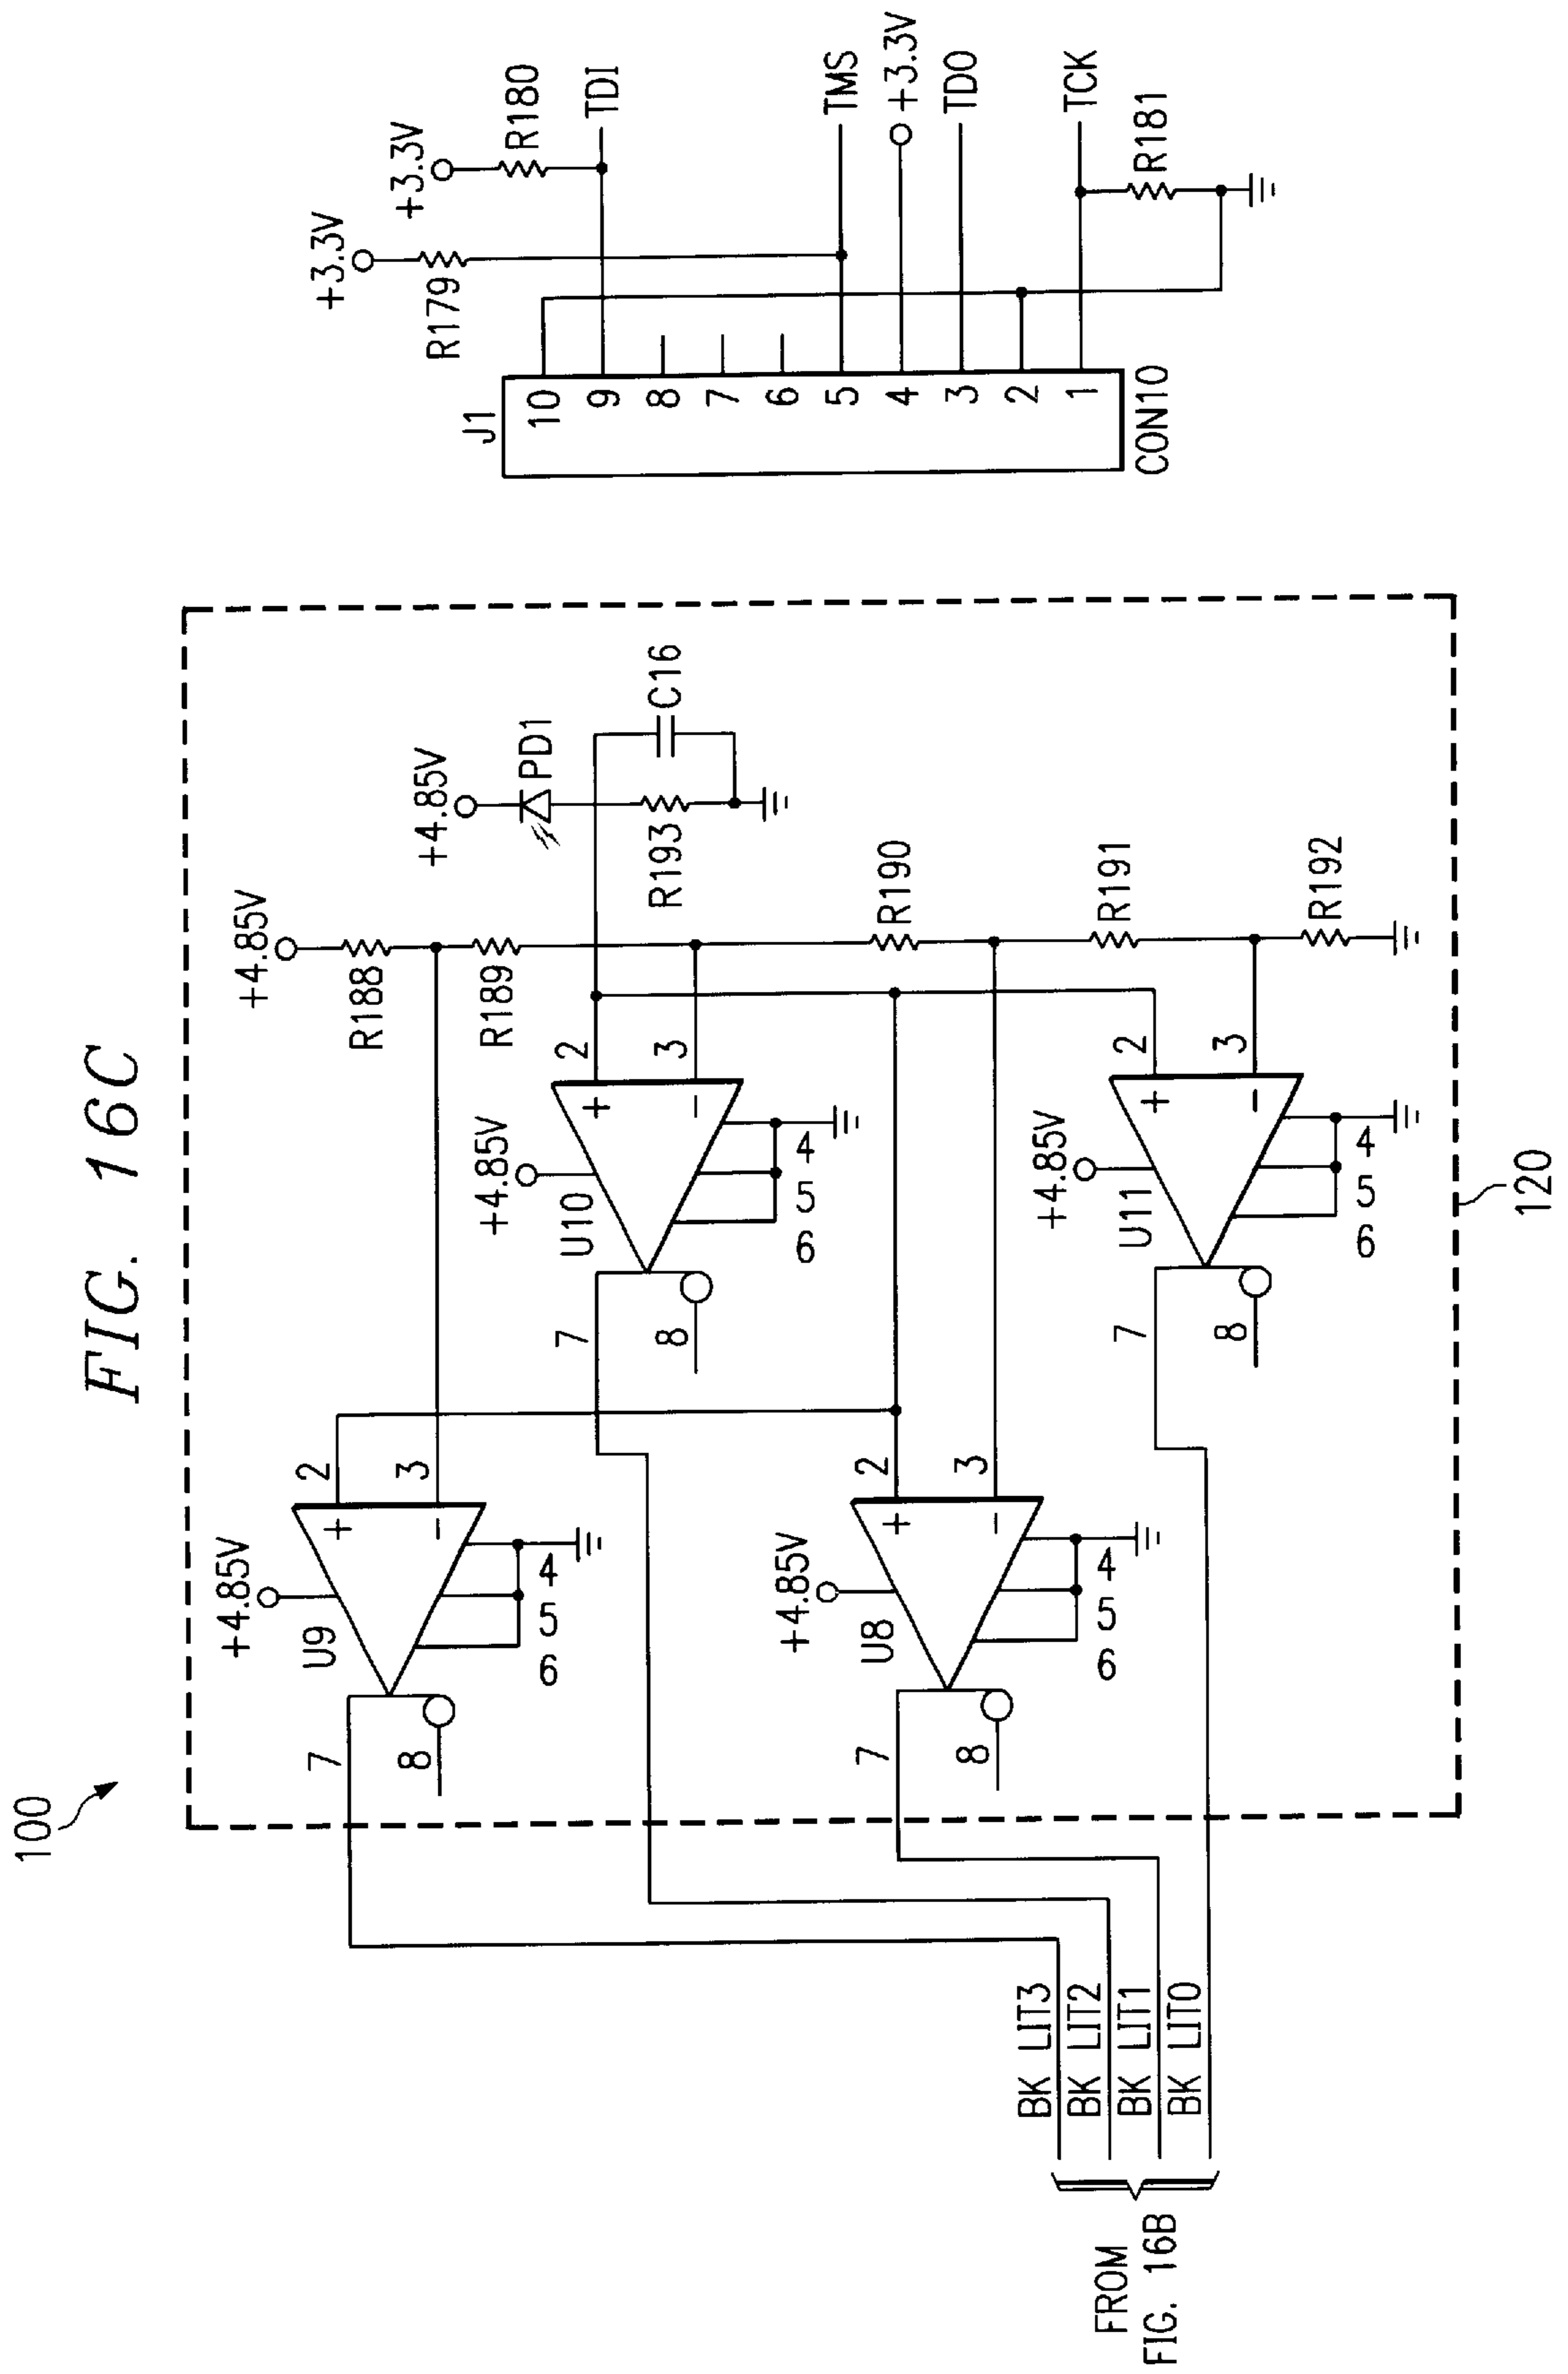 FIG. 16C
100
+4.85V
U9
2
3
+
-
4
5
6
7
8
+4.85V
U10
2
3
+
-
4
5
6
7
8
+4.85V
U8
2
3
+
-
4
5
6
7
8
+4.85V
U11
2
3
+
-
4
5
6
7
8
+4.85V
R188
R189
R190
R191
R192
+4.85V
PD1
R193
C16
120
BK LIT3
BK LIT2
BK LIT1
BK LIT0
FROM
FIG. 16B
J1
10
9
8
7
6
5
4
3
2
1
CON10
+3.3V
R179
+3.3V
R180
TDI
TMS
+3.3V
TDO
TCK
R181